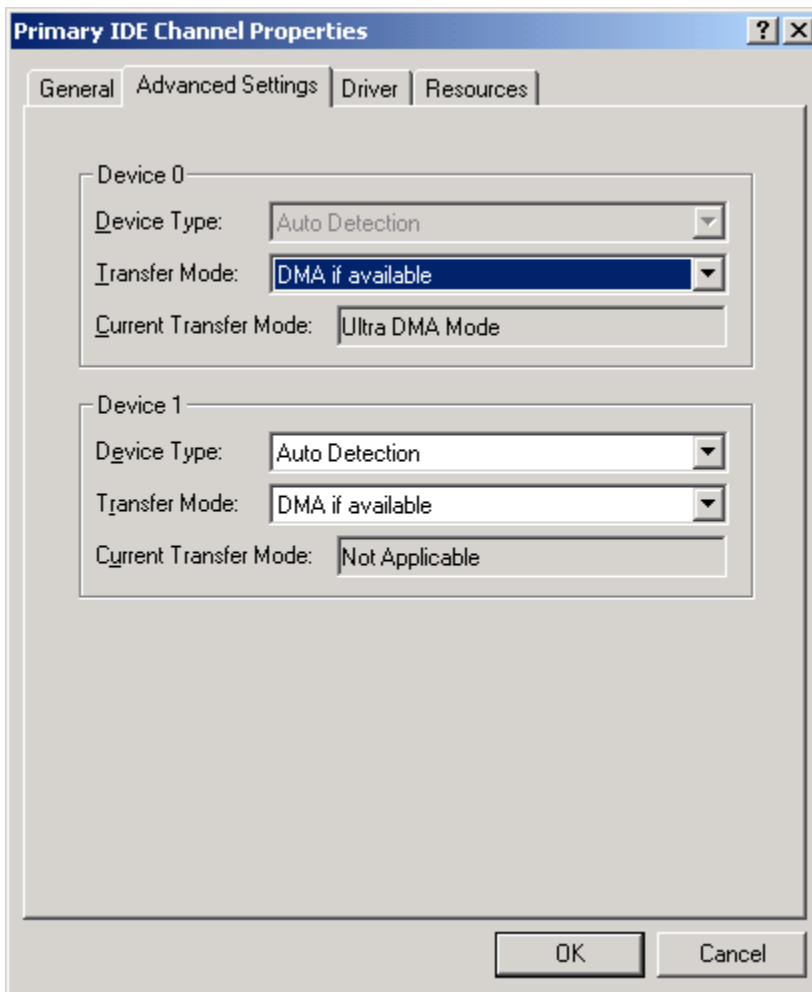 Primary IDE Channel Properties
General Advanced Settings Driver Resources
Device 0
Device Type: Auto Detection
Transfer Mode: DMA if available
Current Transfer Mode: Ultra DMA Mode
Device 1
Device Type: Auto Detection
Transfer Mode: DMA if available
Current Transfer Mode: Not Applicable
OK Cancel